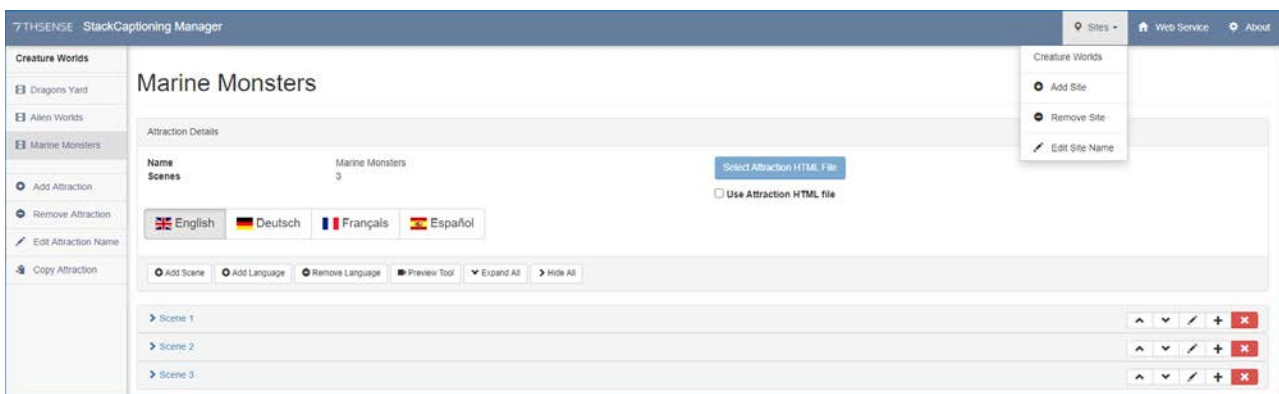 7THSENSE StackCaptioning Manager
Sites
Web Service
About
Creature Worlds
Add Site
Remove Site
Edit Site Name
Creature Worlds
Dragons Yard
Alien Worlds
Marine Monsters
Add Attraction
Remove Attraction
Edit Attraction Name
Copy Attraction
Marine Monsters
Attraction Details
Name Marine Monsters
Scenes 3
Select Attraction HTML File
Use Attraction HTML file
English Deutsch Français Español
Add Scene Add Language Remove Language Preview Tool Expand All Hide All
Scene 1
Scene 2
Scene 3